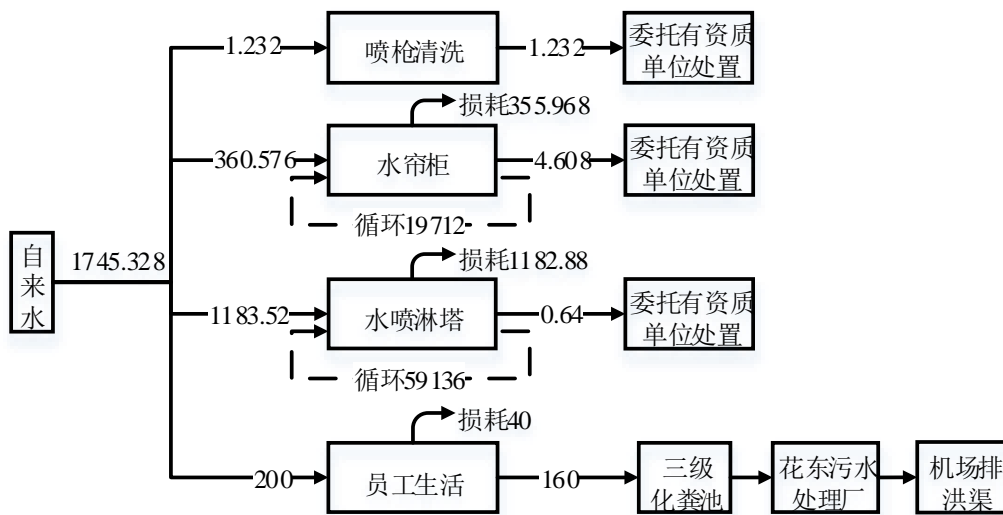 1.232
喷枪清洗
1.232
委托有资质
单位处置
损耗355.968
360.576
水帘柜
4.608
委托有资质
单位处置
循环19712
自来水
1745.328
损耗1182.88
1183.52
水喷淋塔
0.64
委托有资质
单位处置
循环59136
损耗40
200
员工生活
160
三级
化粪池
花东污水
处理厂
机场排
洪渠